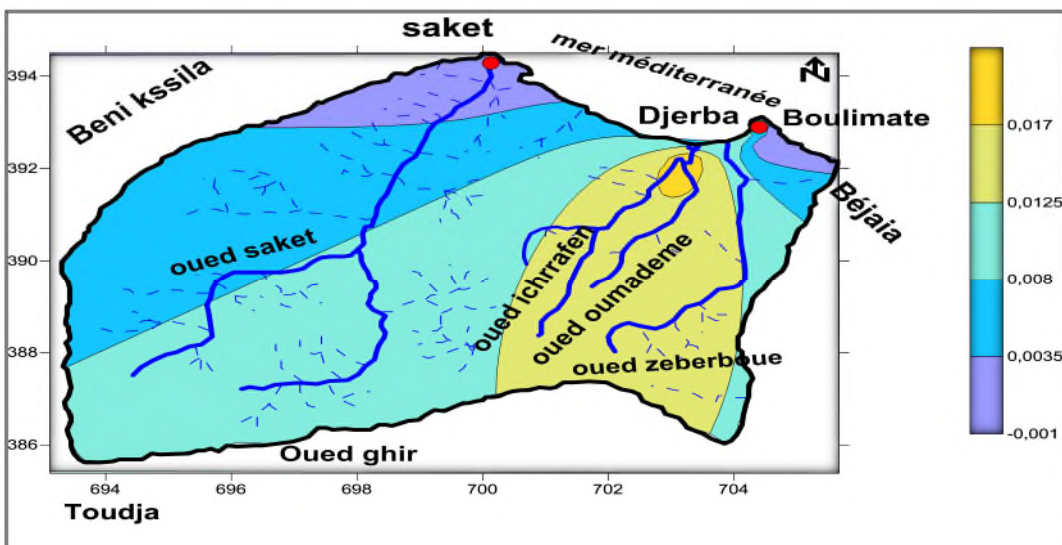 saket
mer méditerranée
N
Beni kssila
Djerba
Boulimate
Béjaia
oued saket
oued ichrrafen
oued oumademe
oued zeberboue
Oued ghir
Toudja
394
392
390
388
386
694
696
698
700
702
704
0,017
0,0125
0,008
0,0035
-0,001